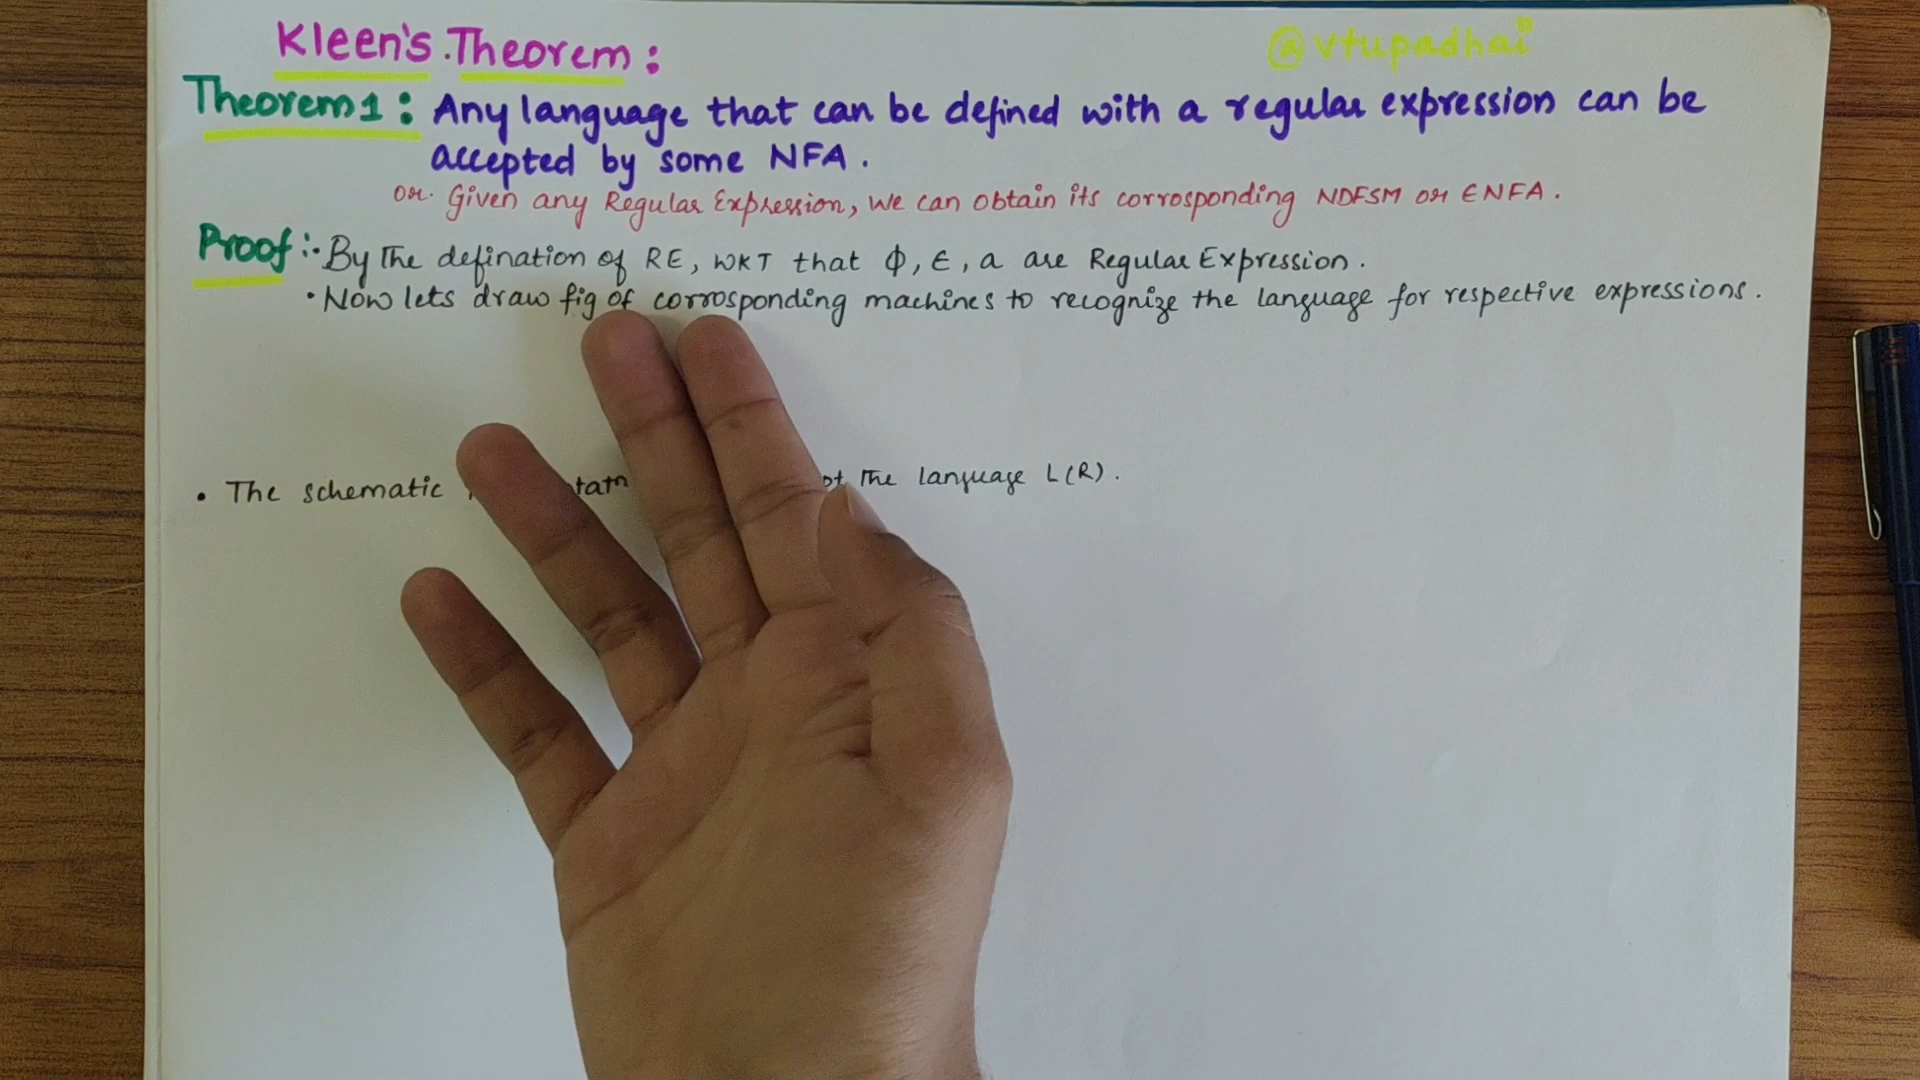 Kleen's Theorem :
@vtupadhai
Theorem1 : Any language that can be defined with a regular expression can be
accepted by some NFA.
or. Given any Regular Expression, we can obtain its corrosponding NDFSM or ENFA.
Proof :- • By The defination of RE, WKT that Φ, ϵ, a are Regular Expression.
• Now lets draw fig of corrosponding machines to recognize the language for respective expressions.
• The schematic the language L(R).